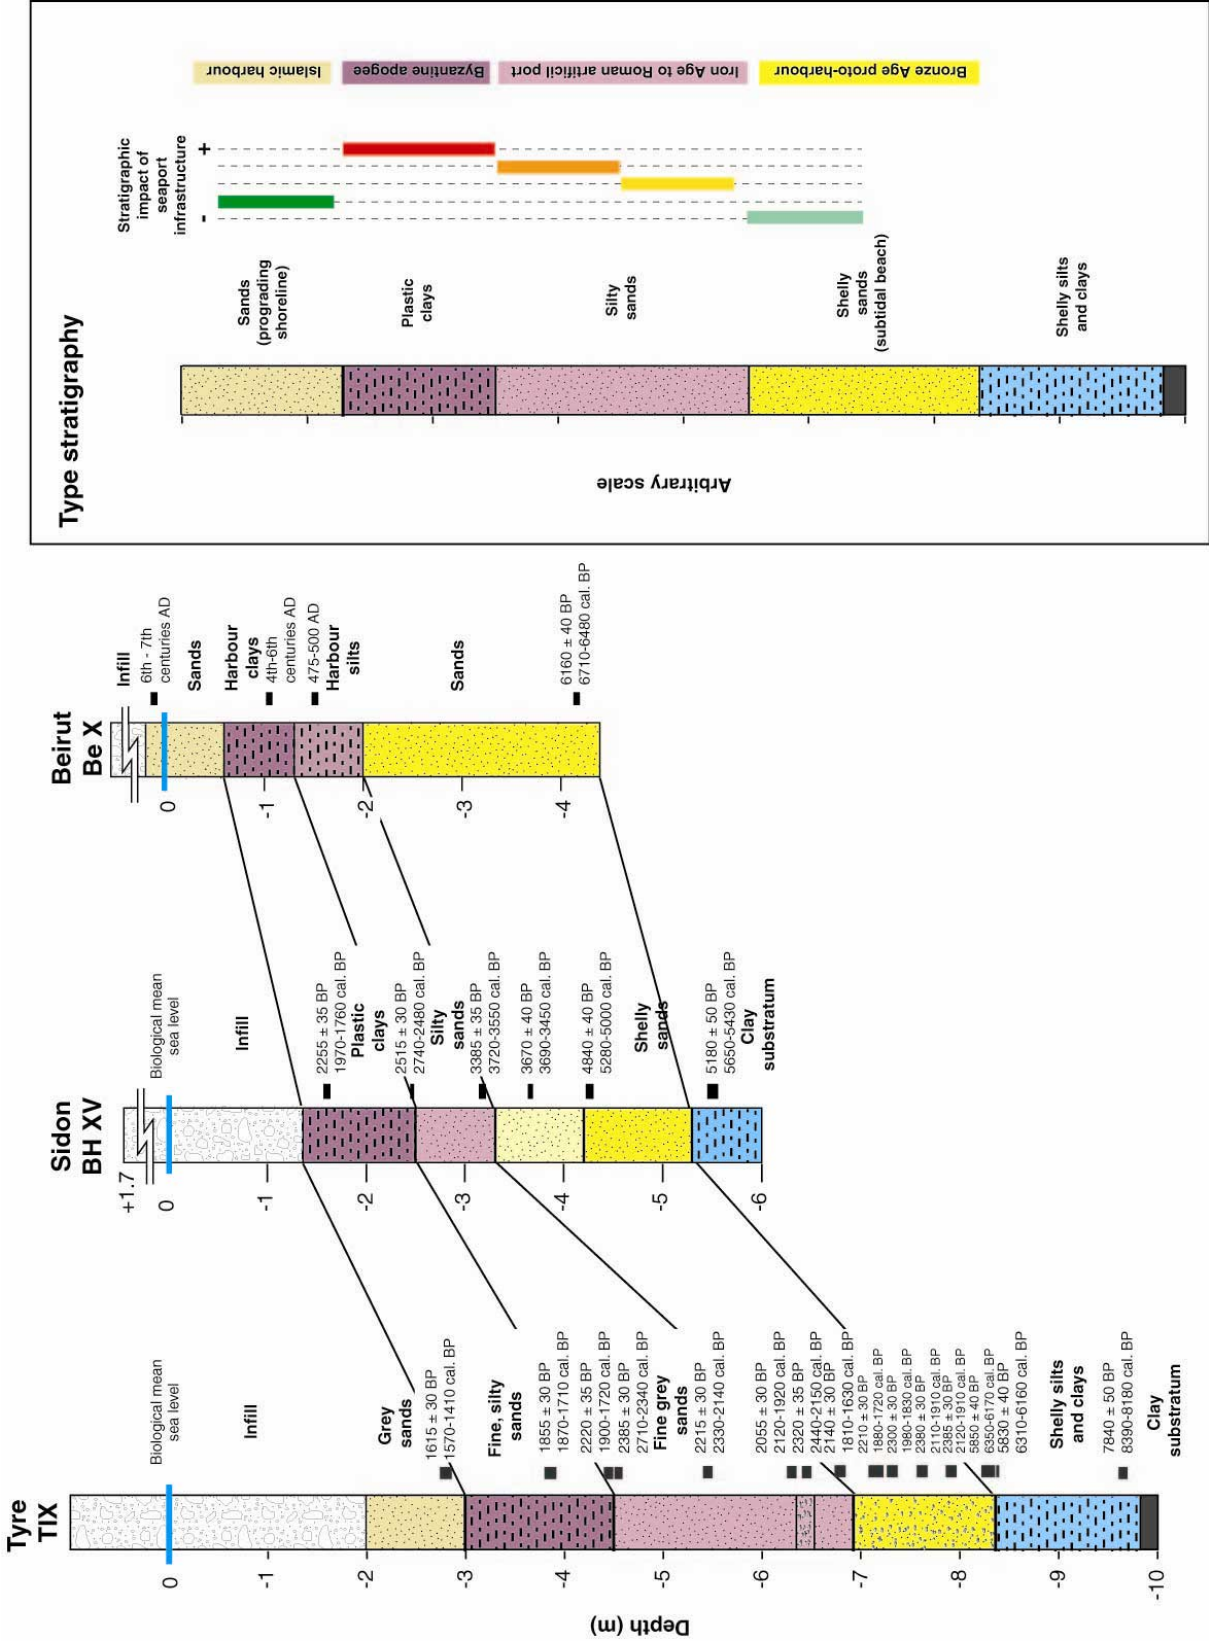 Tyre
TIX
Depth (m)
0
-1
-2
-3
-4
-5
-6
-7
-8
-9
-10
Biological mean
sea level
Infill
Grey
sands
1615 ± 30 BP
1570-1410 cal. BP
Fine, silty
sands
1855 ± 30 BP
1870-1710 cal. BP
2220 ± 35 BP
1900-1720 cal. BP
2385 ± 30 BP
2710-2340 cal. BP
Fine grey
sands
2215 ± 30 BP
2330-2140 cal. BP
2055 ± 30 BP
2120-1920 cal. BP
2320 ± 35 BP
2440-2150 cal. BP
2140 ± 30 BP
1810-1630 cal. BP
2210 ± 30 BP
1880-1720 cal. BP
2300 ± 30 BP
1980-1830 cal. BP
2380 ± 30 BP
2110-1910 cal. BP
2385 ± 30 BP
2120-1910 cal. BP
5850 ± 40 BP
6350-6170 cal. BP
5830 ± 40 BP
6310-6160 cal. BP
Shelly silts
and clays
7840 ± 50 BP
8390-8180 cal. BP
Clay
substratum
Sidon
BH XV
+1.7
0
-1
-2
-3
-4
-5
-6
Biological mean
sea level
Infill
2255 ± 35 BP
1970-1760 cal. BP
Plastic
clays
2515 ± 30 BP
2740-2480 cal. BP
Silty
sands
3385 ± 35 BP
3720-3550 cal. BP
3670 ± 40 BP
3690-3450 cal. BP
4840 ± 40 BP
5280-5000 cal. BP
Shelly
sands
5180 ± 50 BP
5650-5430 cal. BP
Clay
substratum
Beirut
Be X
0
-1
-2
-3
-4
Infill
6th - 7th
centuries AD
Sands
Harbour
clays
4th-6th
centuries AD
475-500 AD
Harbour
silts
Sands
6160 ± 40 BP
6710-6480 cal. BP
Type stratigraphy
Arbitrary scale
Sands
(prograding
shoreline)
Plastic
clays
Silty
sands
Shelly
sands
(subtidal beach)
Shelly silts
and clays
Stratigraphic
impact of
seaport
infrastructure
- +
Islamic harbour
Byzantine apogee
Iron Age to Roman artificil port
Bronze Age proto-harbour